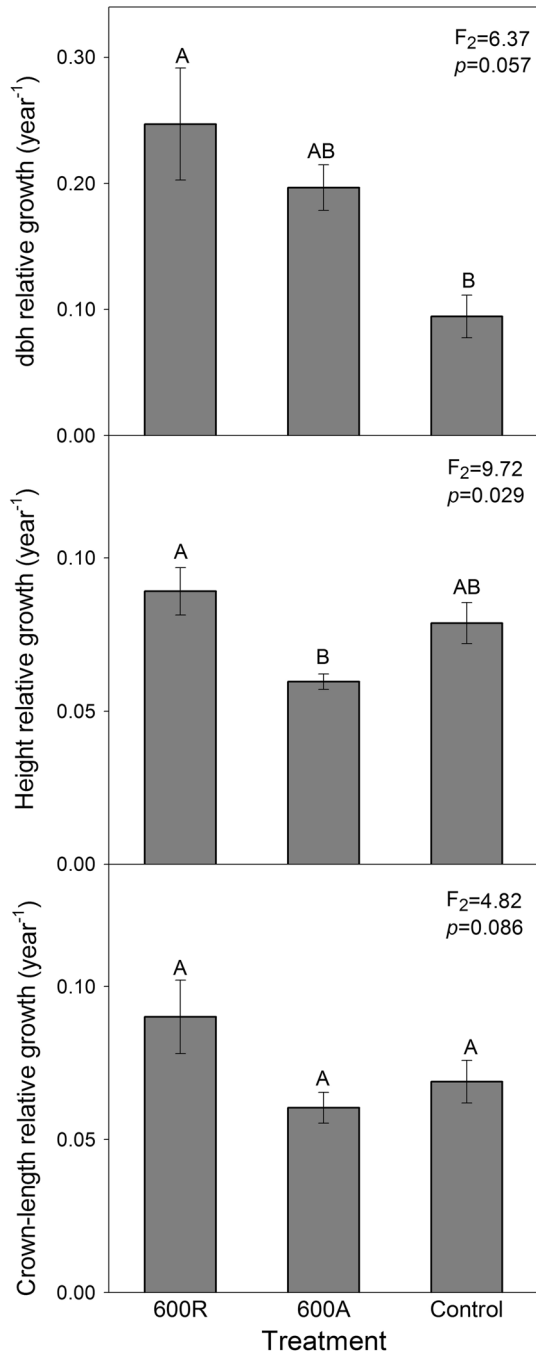 dbh relative growth (year⁻¹)
0.30
0.20
0.10
0.00
A
AB
B
F₂=6.37
p=0.057
Height relative growth (year⁻¹)
0.10
0.05
0.00
A
B
AB
F₂=9.72
p=0.029
Crown-length relative growth (year⁻¹)
0.10
0.05
0.00
A
A
A
F₂=4.82
p=0.086
600R
600A
Control
Treatment